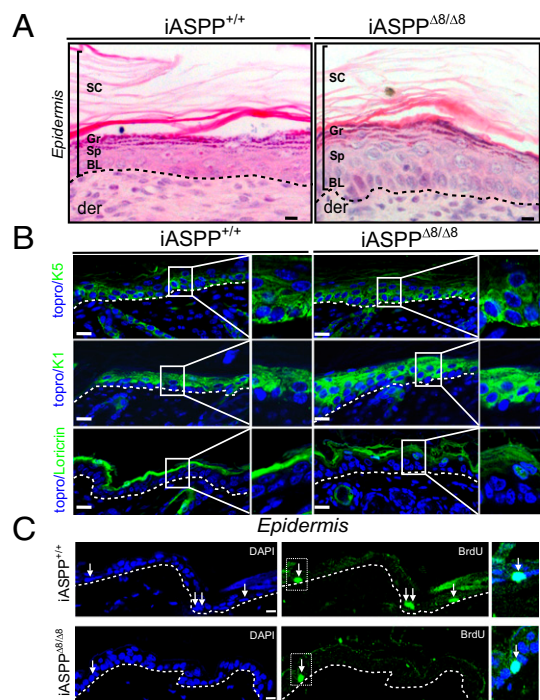 A
iASPP+/+
iASPPΔ8/Δ8
Epidermis
SC
Gr
Sp
BL
der
SC
Gr
Sp
BL
der
B
iASPP+/+
iASPPΔ8/Δ8
topro/K5
topro/K1
topro/Loricrin
C
Epidermis
iASPP+/+
DAPI
BrdU
iASPPΔ8/Δ8
DAPI
BrdU